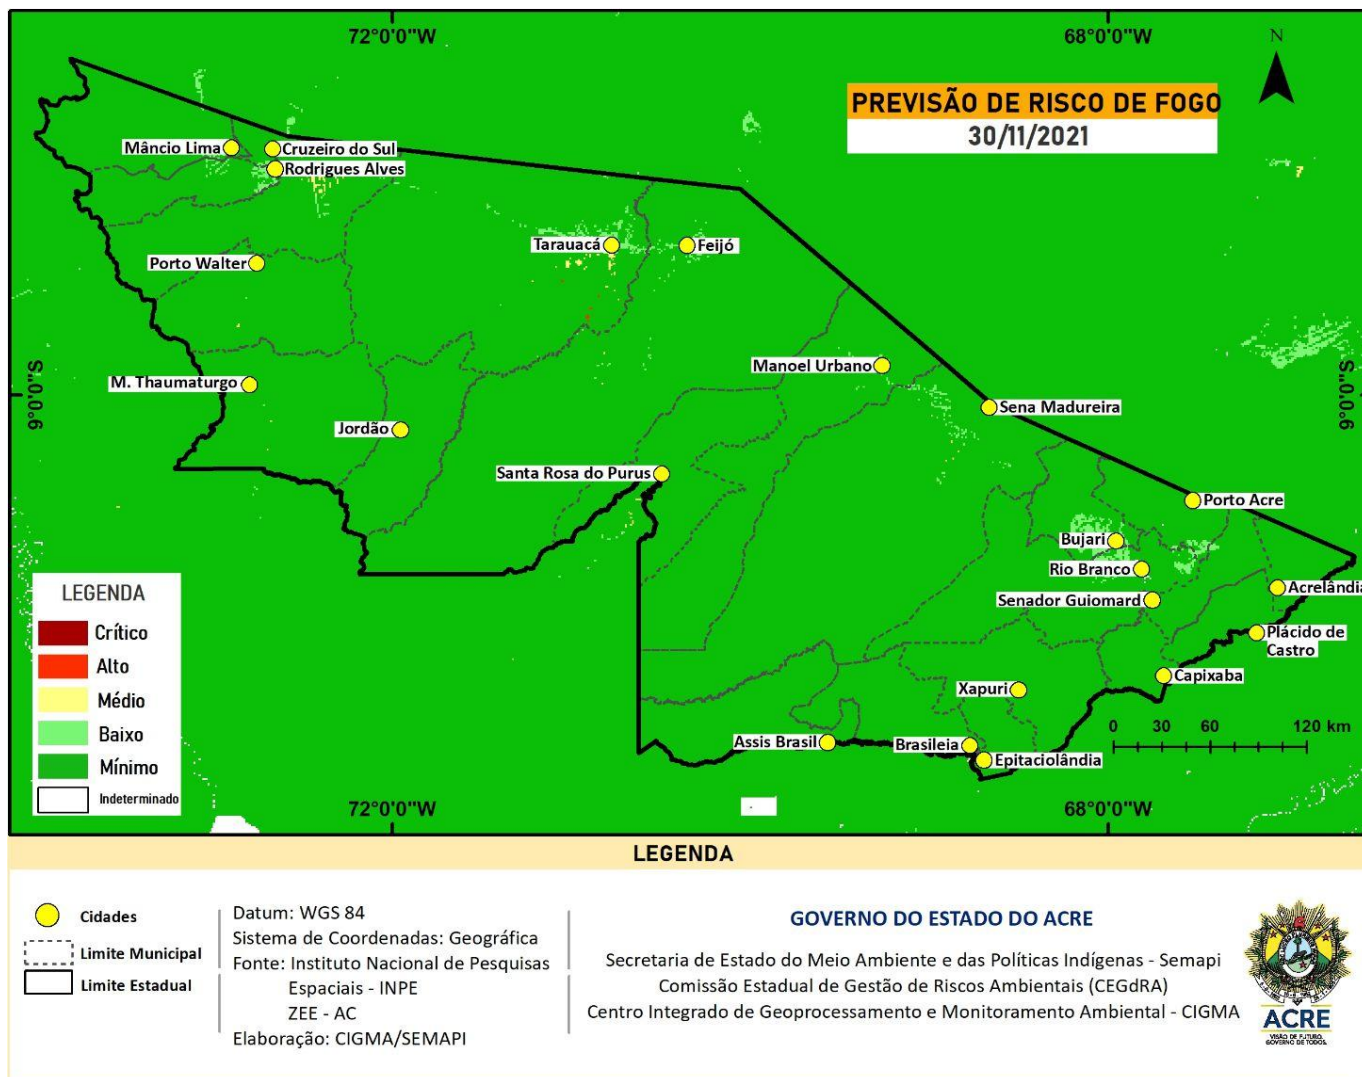 72°0'0"W
68°0'0"W
N
PREVISÃO DE RISCO DE FOGO
30/11/2021
Mâncio Lima
Cruzeiro do Sul
Rodrigues Alves
Tarauacá
Feijó
Porto Walter
Manoel Urbano
M. Thaumaturgo
9°0'0"S
9°0'0"S
Sena Madureira
Jordão
Santa Rosa do Purus
Porto Acre
Bujari
Rio Branco
Acrelândia
Senador Guiomard
Plácido de
Castro
Capixaba
Xapuri
Assis Brasil
Brasileia
Epitaciolândia
0 30 60 120 km
LEGENDA
Crítico
Alto
Médio
Baixo
Mínimo
Indeterminado
72°0'0"W
68°0'0"W
LEGENDA
Cidades
Limite Municipal
Limite Estadual
Datum: WGS 84
Sistema de Coordenadas: Geográfica
Fonte: Instituto Nacional de Pesquisas
Espaciais - INPE
ZEE - AC
Elaboração: CIGMA/SEMAPI
GOVERNO DO ESTADO DO ACRE
Secretaria de Estado do Meio Ambiente e das Políticas Indígenas - Semapi
Comissão Estadual de Gestão de Riscos Ambientais (CEGdRA)
Centro Integrado de Geoprocessamento e Monitoramento Ambiental - CIGMA
ACRE
VISÃO DE FUTURO.
GOVERNO DE TODOS.